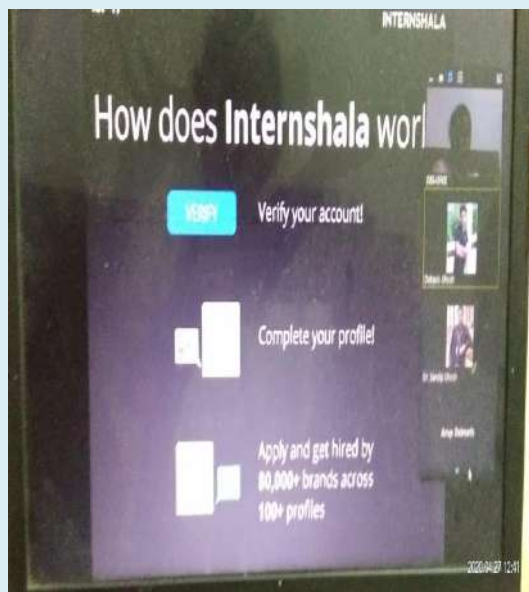 INTERNSHALA
How does Internshala worl
VERIFY
Verify your account!
Complete your profile!
Apply and get hired by
80,000+ brands across
100+ profiles
2020/04/27 12:41